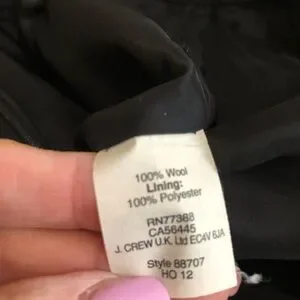 100% Wool
Lining:
100% Polyester
RN77388
CA56445
J. CREW U.K. Ltd EC4V 6JA
Style 88707
HO 12